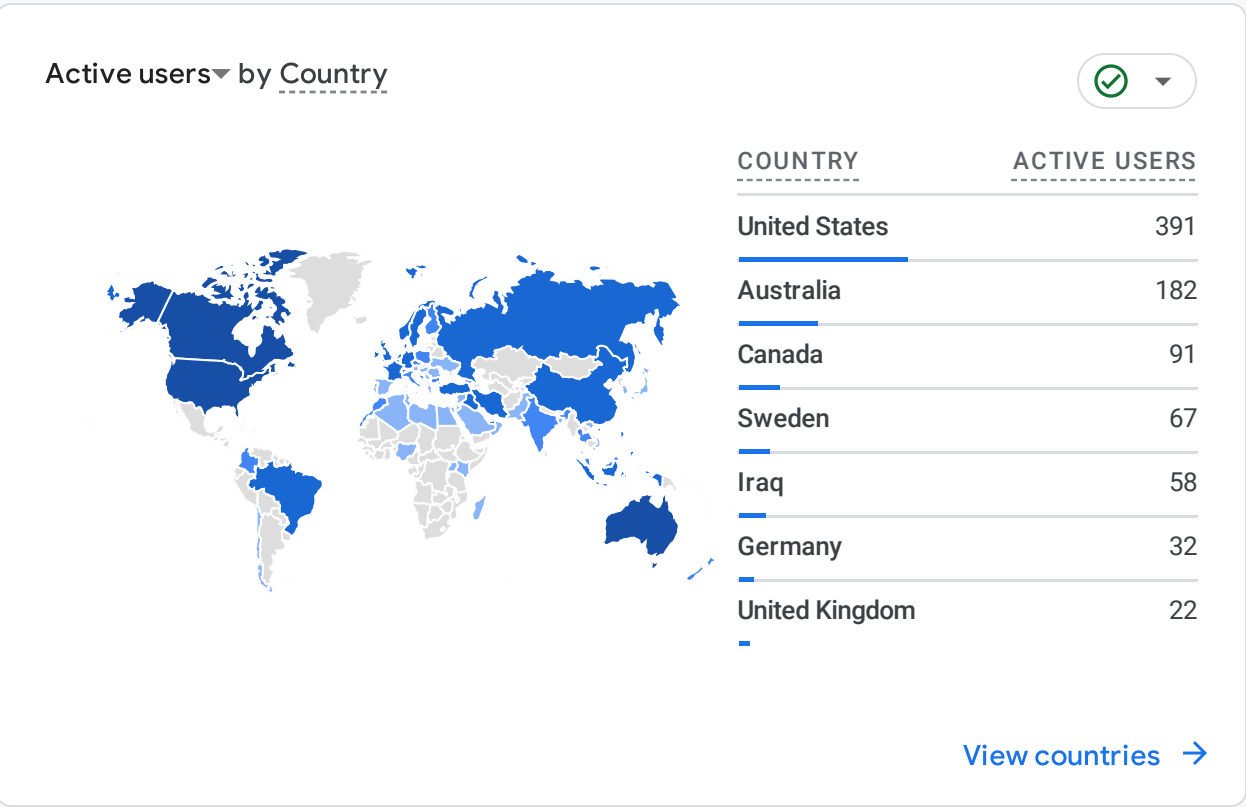 Active users by Country
COUNTRY ACTIVE USERS
United States 391
Australia 182
Canada 91
Sweden 67
Iraq 58
Germany 32
United Kingdom 22
View countries